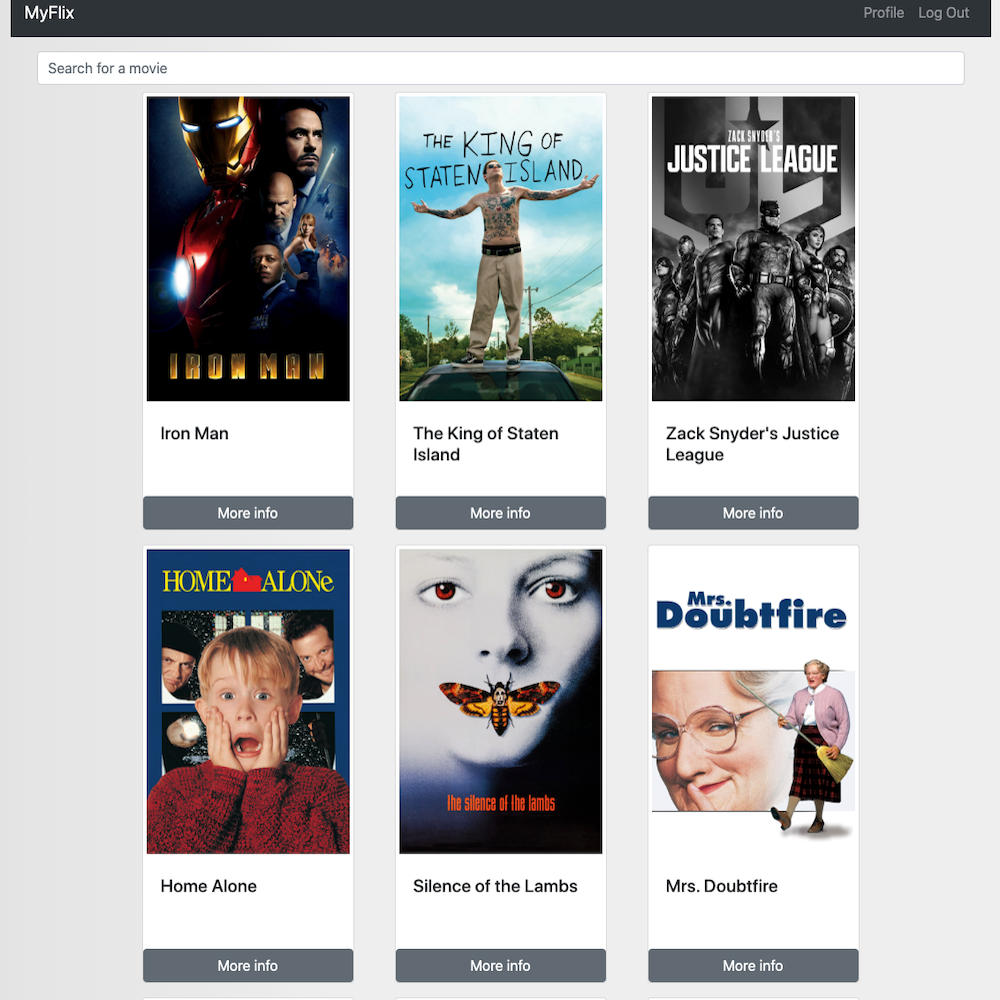 MyFlix
Profile Log Out
Search for a movie
THE KING OF
STATEN ISLAND
ZACK SNYDER'S
JUSTICE LEAGUE
IRON MAN
Iron Man
The King of Staten
Island
Zack Snyder's Justice
League
More info
More info
More info
HOME ALONe
the silence of the lambs
Mrs.
Doubtfire
Home Alone
Silence of the Lambs
Mrs. Doubtfire
More info
More info
More info